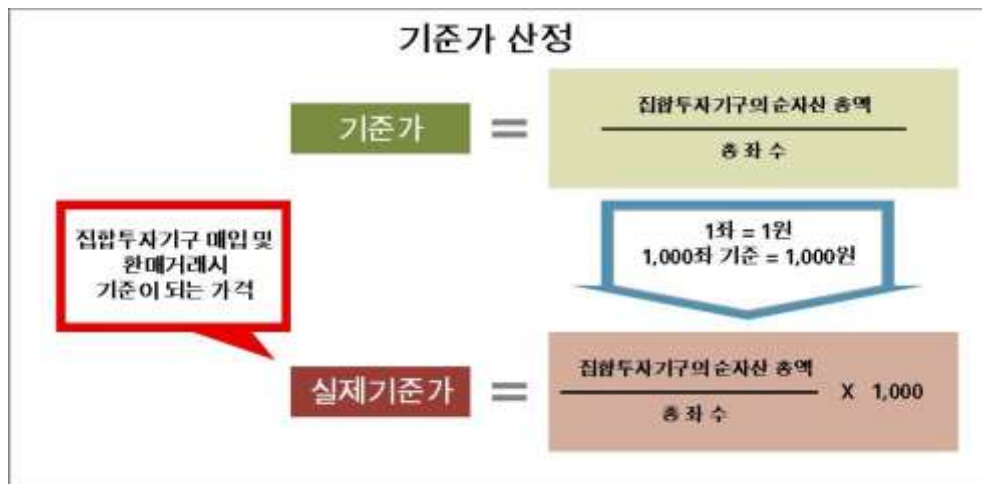 기준가 산정
기준가
=
집합투자기구의 순자산 총액
총 좌 수
집합투자기구 매입 및
환매거래시
기준이 되는 가격
1좌 = 1원
1,000좌 기준 = 1,000원
실제기준가
=
집합투자기구의 순자산 총액
총 좌 수
X 1,000